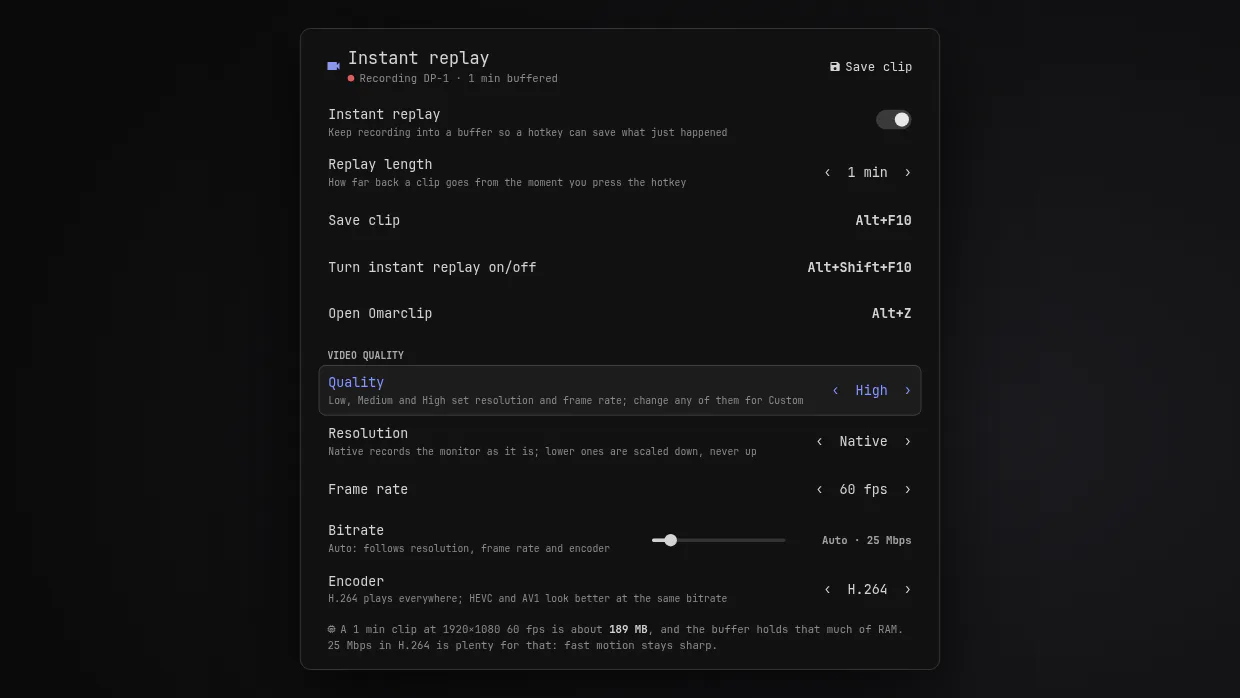 Instant replay
Recording DP-1 · 1 min buffered
Save clip
Instant replay
Keep recording into a buffer so a hotkey can save what just happened
Replay length
How far back a clip goes from the moment you press the hotkey
‹ 1 min ›
Save clip
Alt+F10
Turn instant replay on/off
Alt+Shift+F10
Open Omarclip
Alt+Z
VIDEO QUALITY
Quality
Low, Medium and High set resolution and frame rate; change any of them for Custom
‹ High ›
Resolution
Native records the monitor as it is; lower ones are scaled down, never up
‹ Native ›
Frame rate
‹ 60 fps ›
Bitrate
Auto: follows resolution, frame rate and encoder
Auto · 25 Mbps
Encoder
H.264 plays everywhere; HEVC and AV1 look better at the same bitrate
‹ H.264 ›
A 1 min clip at 1920×1080 60 fps is about 189 MB, and the buffer holds that much of RAM.
25 Mbps in H.264 is plenty for that: fast motion stays sharp.